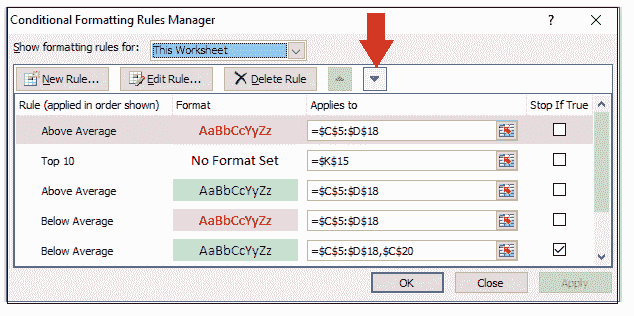 Conditional Formatting Rules Manager ? ×
Show formatting rules for: This Worksheet
New Rule... Edit Rule... Delete Rule
Rule (applied in order shown) Format Applies to Stop If True
Above Average AaBbCcYyZz =$C$5:$D$18
Top 10 No Format Set =$K$15
Above Average AaBbCcYyZz =$C$5:$D$18
Below Average AaBbCcYyZz =$C$5:$D$18
Below Average AaBbCcYyZz =$C$5:$D$18,$C$20
OK Close Apply